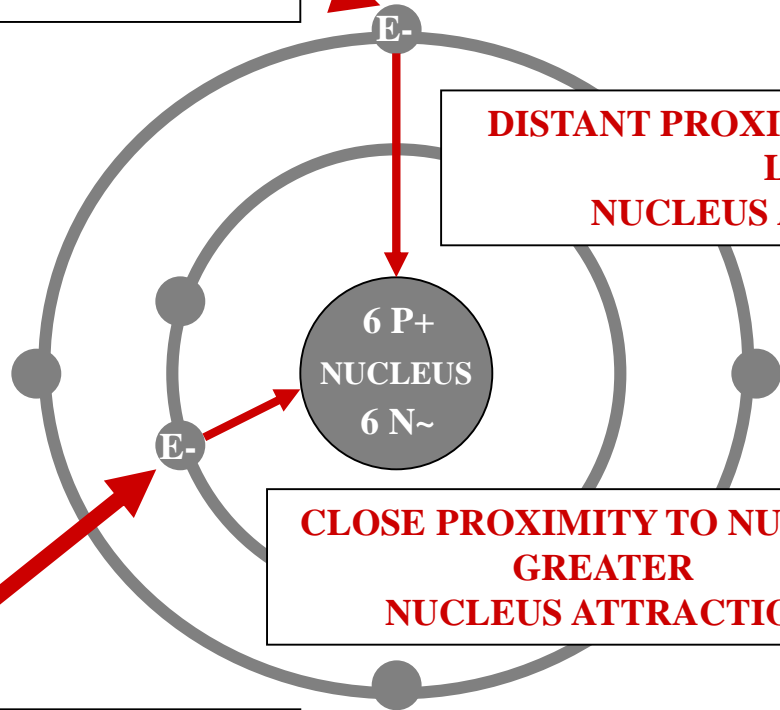 E-
DISTANT PROXI
L
NUCLEUS
6 P+
NUCLEUS
6 N~
E-
CLOSE PROXIMITY TO NU
GREATER
NUCLEUS ATTRACTIO